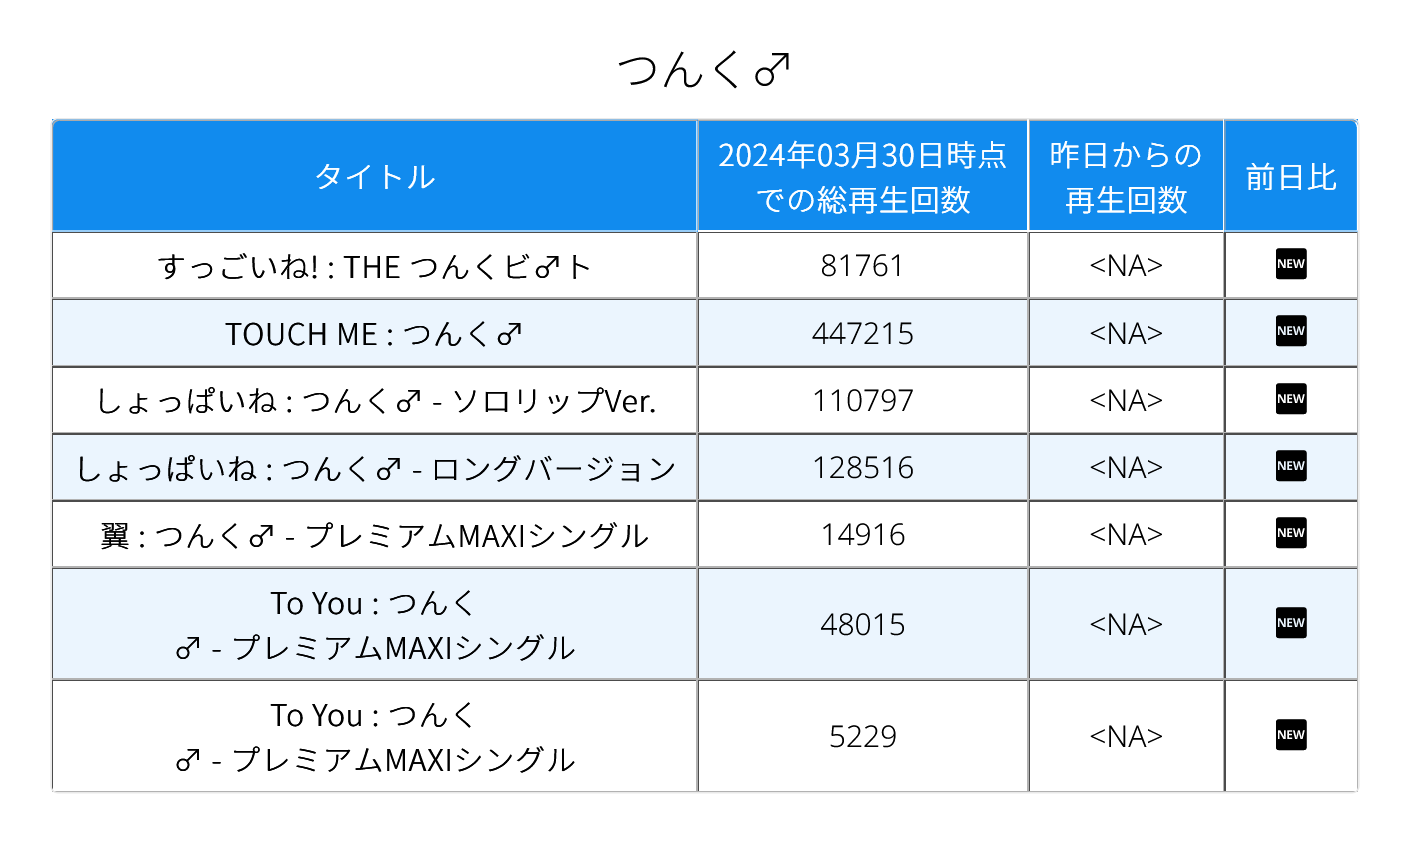 つんく♂
タイトル
2024年03月30日時点
での総再生回数
昨日からの
再生回数
前日比
すっごいね! : THE つんくビ♂ト
81761
<NA>
NEW
TOUCH ME : つんく♂
447215
<NA>
NEW
しょっぱいね : つんく♂ - ソロリップVer.
110797
<NA>
NEW
しょっぱいね : つんく♂ - ロングバージョン
128516
<NA>
NEW
翼 : つんく♂ - プレミアムMAXIシングル
14916
<NA>
NEW
To You : つんく
♂ - プレミアムMAXIシングル
48015
<NA>
NEW
To You : つんく
♂ - プレミアムMAXIシングル
5229
<NA>
NEW